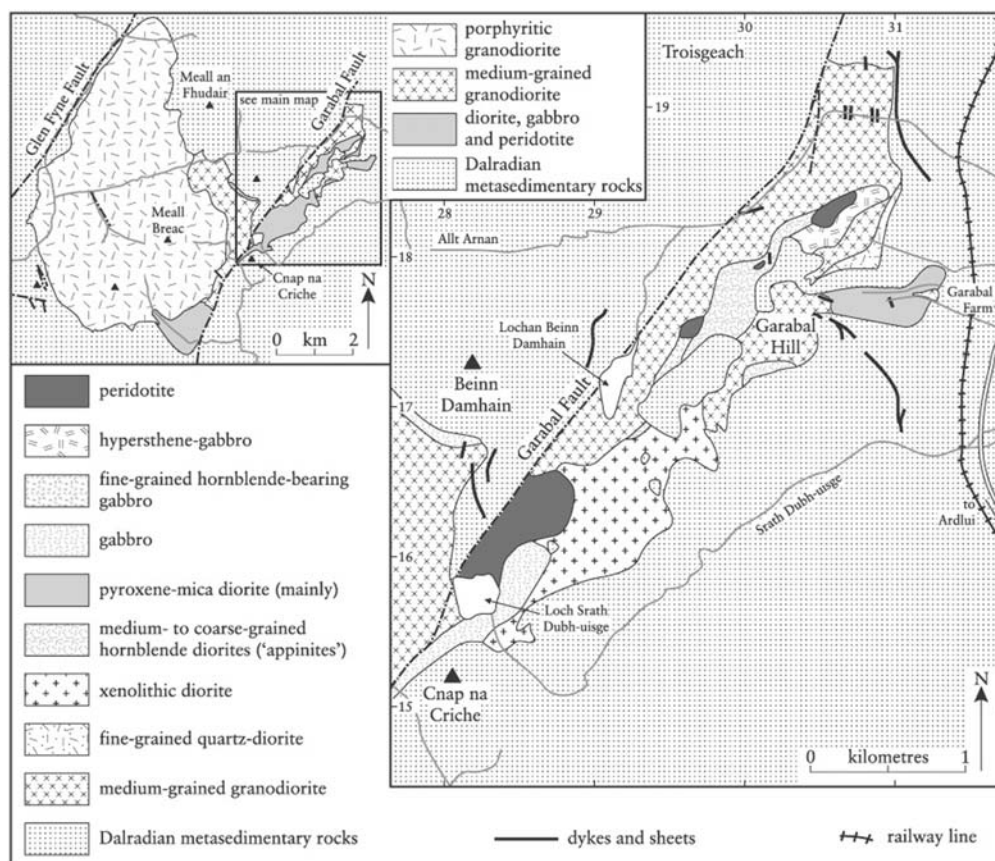 Glen Fyne Fault
Meall an
Fhudair
see main map
Garabal Fault
Meall
Breac
Cnap na
Criche
N
0 km 2
porphyritic
granodiorite
medium-grained
granodiorite
diorite, gabbro
and peridotite
Dalradian
metasedimentary rocks
peridotite
hypersthene-gabbro
fine-grained hornblende-bearing
gabbro
gabbro
pyroxene-mica diorite (mainly)
medium- to coarse-grained
hornblende diorites ('appinites')
xenolithic diorite
fine-grained quartz-diorite
medium-grained granodiorite
Dalradian metasedimentary rocks
dykes and sheets
railway line
30
31
Troisgeach
19
28
29
Allt Arnan
18
Garabal
Farm
Garabal
Hill
Lochan Beinn
Damhain
Beinn
Damhain
17
Garabal Fault
Srath Dubh-uisge
to
Ardlui
16
Loch Srath
Dubh-uisge
Cnap na
Criche
15
N
0 kilometres 1